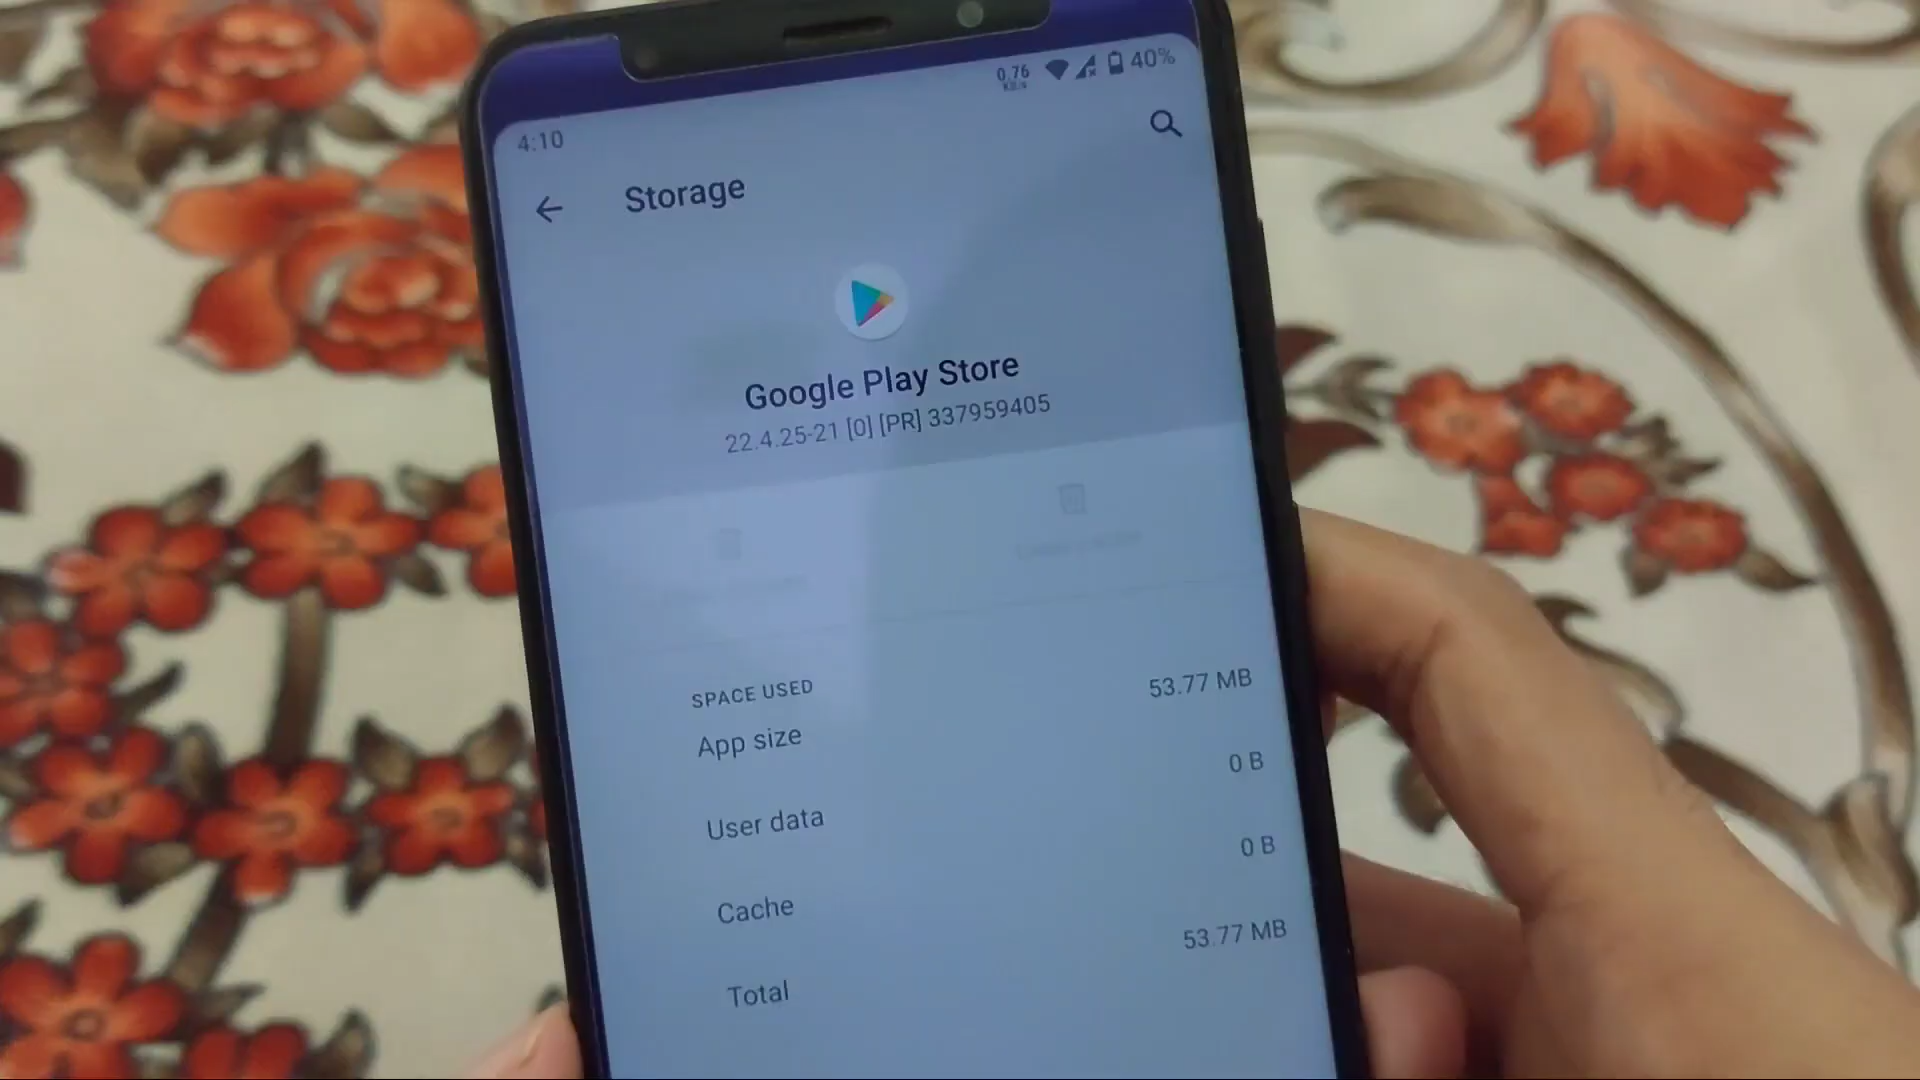 0.76
KB/s
40%
4:10
Storage
Google Play Store
22.4.25-21 [0] [PR] 337959405
SPACE USED
App size
53.77 MB
User data
0 B
Cache
0 B
Total
53.77 MB